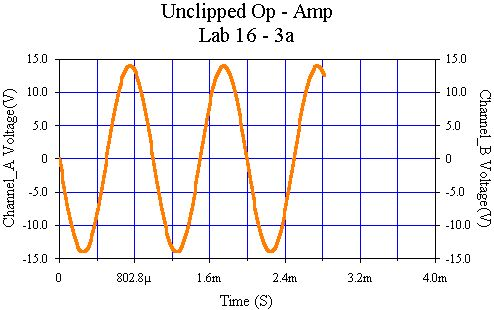 Unclipped Op - Amp
Lab 16 - 3a
15.0 15.0
10.0 10.0
5.0 5.0
0 0
-5.0 -5.0
-10.0 -10.0
-15.0 -15.0
Channel_A Voltage(V)
Channel_B Voltage(V)
0 802.8µ 1.6m 2.4m 3.2m 4.0m
Time (S)